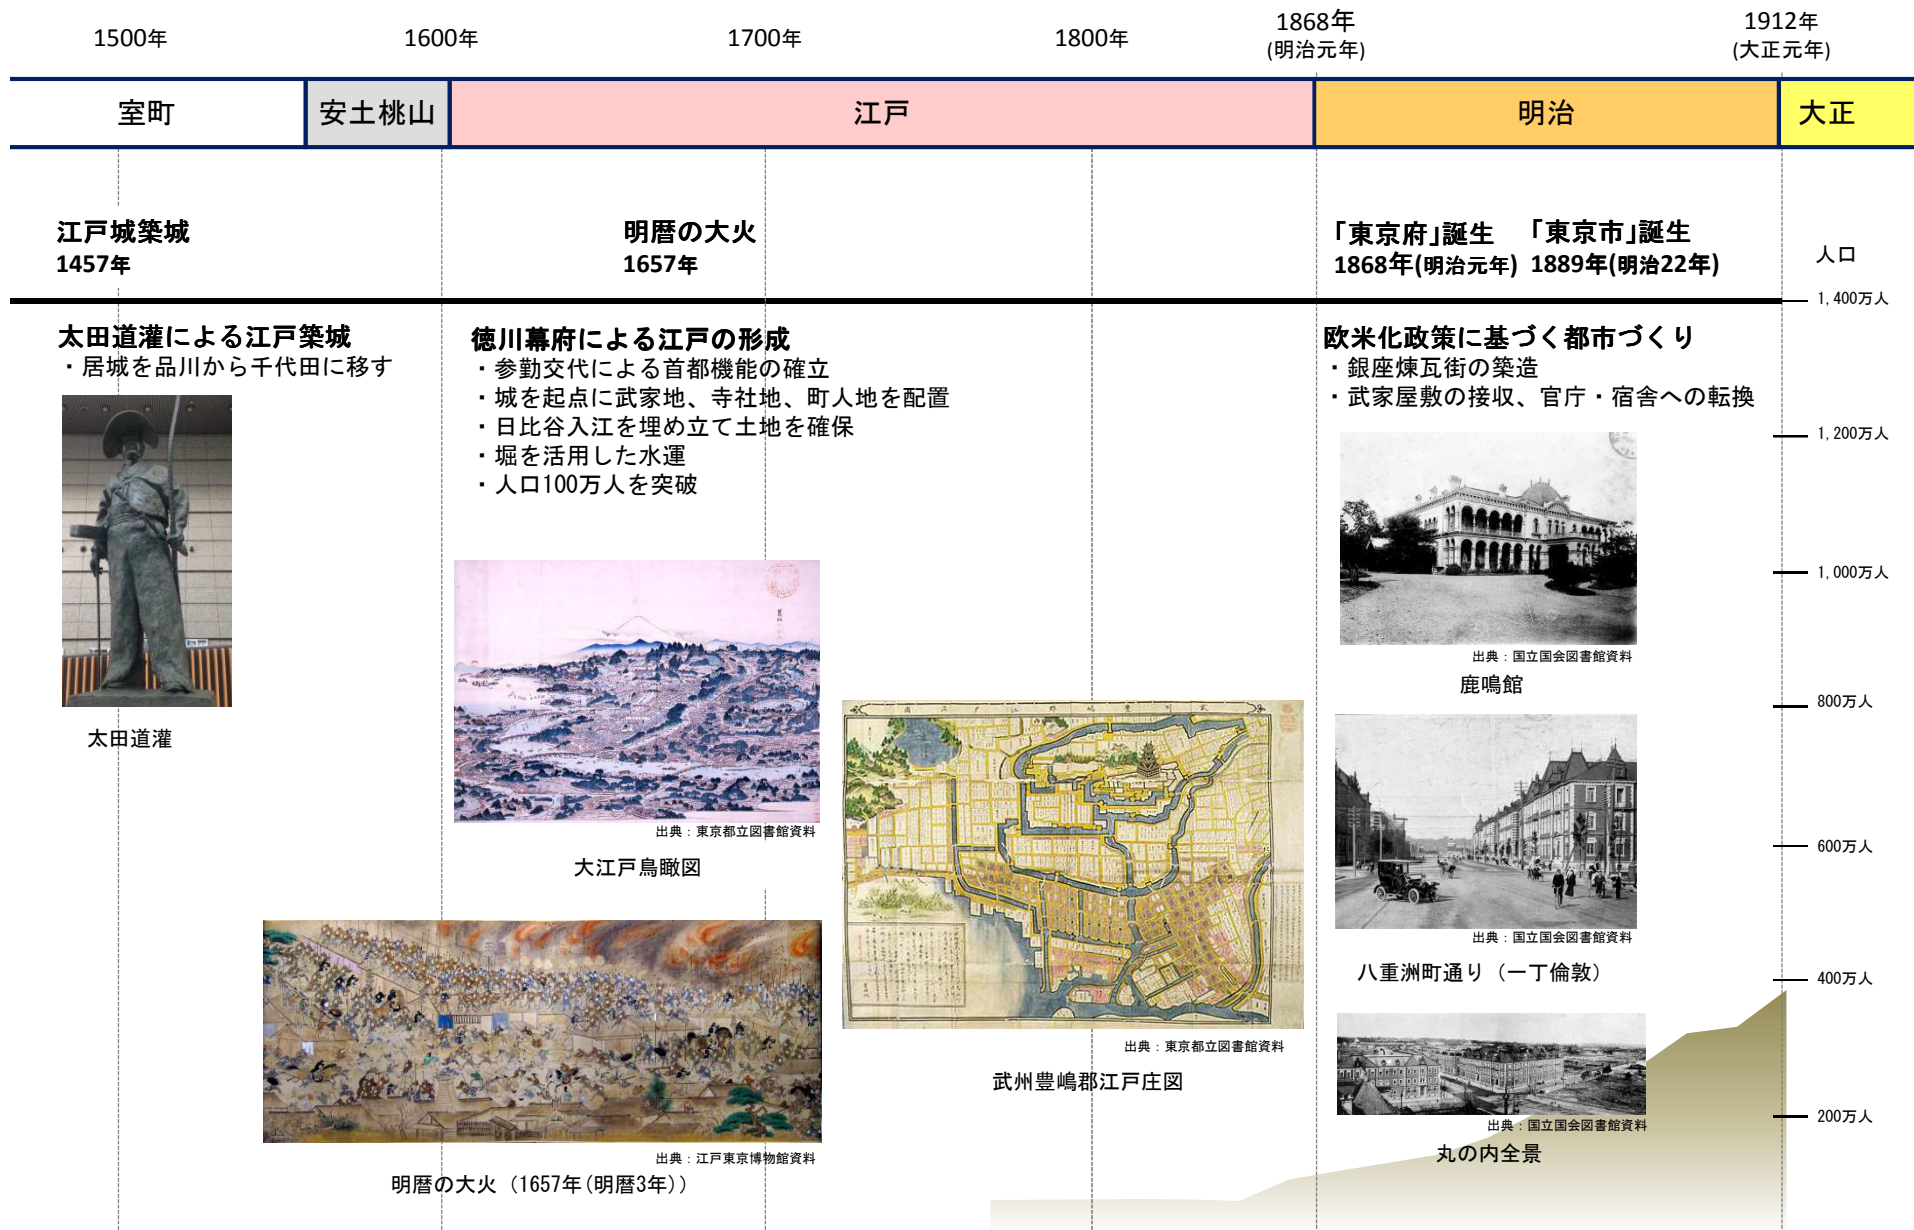 1500年
1600年
1700年
1800年
1868年
(明治元年)
1912年
(大正元年)
室町
安土桃山
江戸
明治
大正
江戸城築城
1457年
明暦の大火
1657年
「東京府」誕生
1868年(明治元年)
「東京市」誕生
1889年(明治22年)
人口
1,400万人
1,200万人
1,000万人
800万人
600万人
400万人
200万人
太田道灌による江戸築城
・居城を品川から千代田に移す
太田道灌
徳川幕府による江戸の形成
・参勤交代による首都機能の確立
・城を起点に武家地、寺社地、町人地を配置
・日比谷入江を埋め立て土地を確保
・堀を活用した水運
・人口100万人を突破
出典：東京都立図書館資料
大江戸鳥瞰図
出典：江戸東京博物館資料
明暦の大火（1657年(明暦3年)）
出典：東京都立図書館資料
武州豊嶋郡江戸庄図
欧米化政策に基づく都市づくり
・銀座煉瓦街の築造
・武家屋敷の接収、官庁・宿舎への転換
出典：国立国会図書館資料
鹿鳴館
出典：国立国会図書館資料
八重洲町通り（一丁倫敦）
出典：国立国会図書館資料
丸の内全景